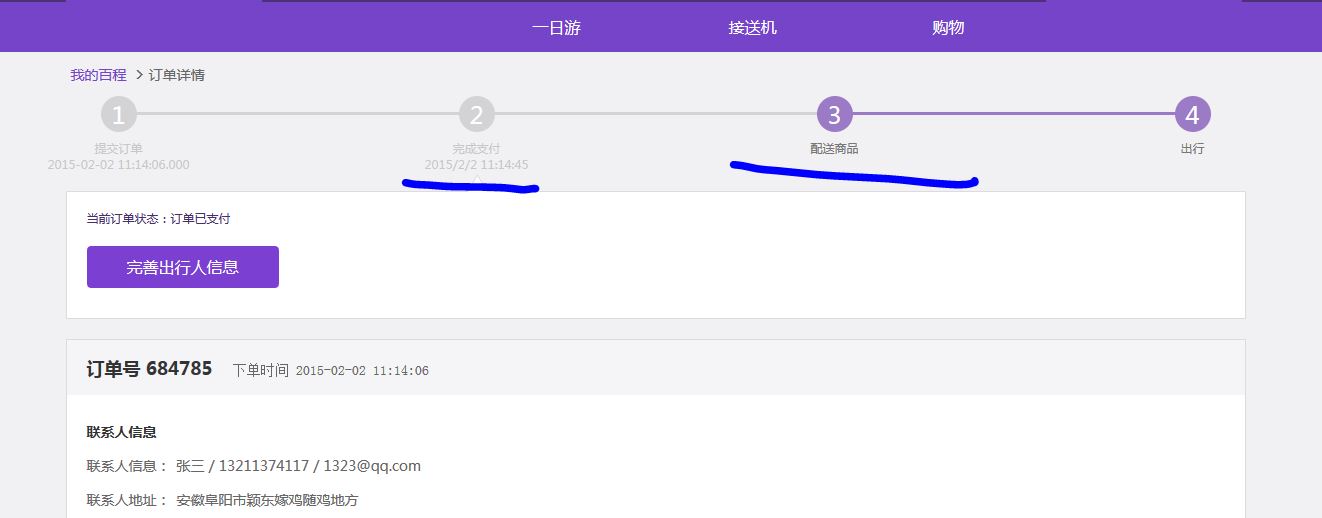 一日游 接送机 购物
我的百程 > 订单详情
1 2 3 4
提交订单 完成支付 配送商品 出行
2015-02-02 11:14:06.000 2015/2/2 11:14:45
当前订单状态：订单已支付
完善出行人信息
订单号 684785 下单时间 2015-02-02 11:14:06
联系人信息
联系人信息： 张三 / 13211374117 / 1323@qq.com
联系人地址： 安徽阜阳市颖东嫁鸡随鸡地方